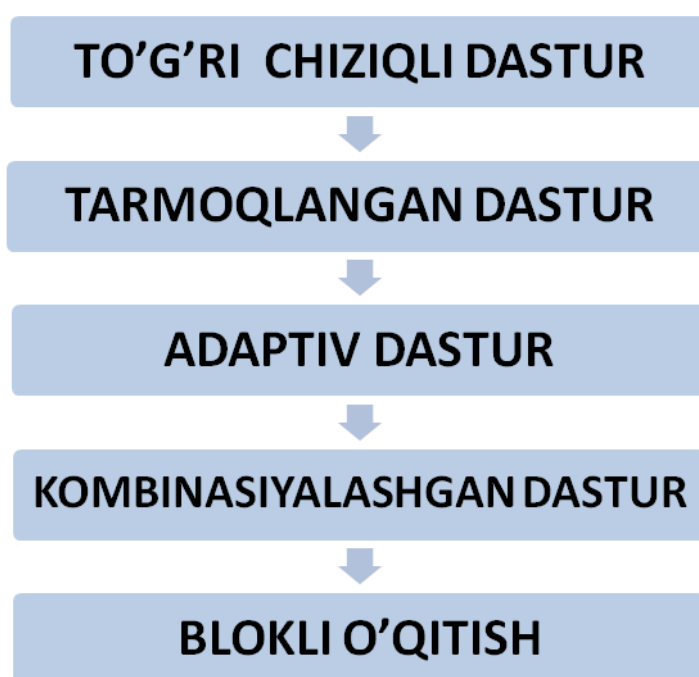 TO’G’RI CHIZIQLI DASTUR
TARMOQLANGAN DASTUR
ADAPTIV DASTUR
KOMBINASIYALASHGAN DASTUR
BLOKLI O’QITISH